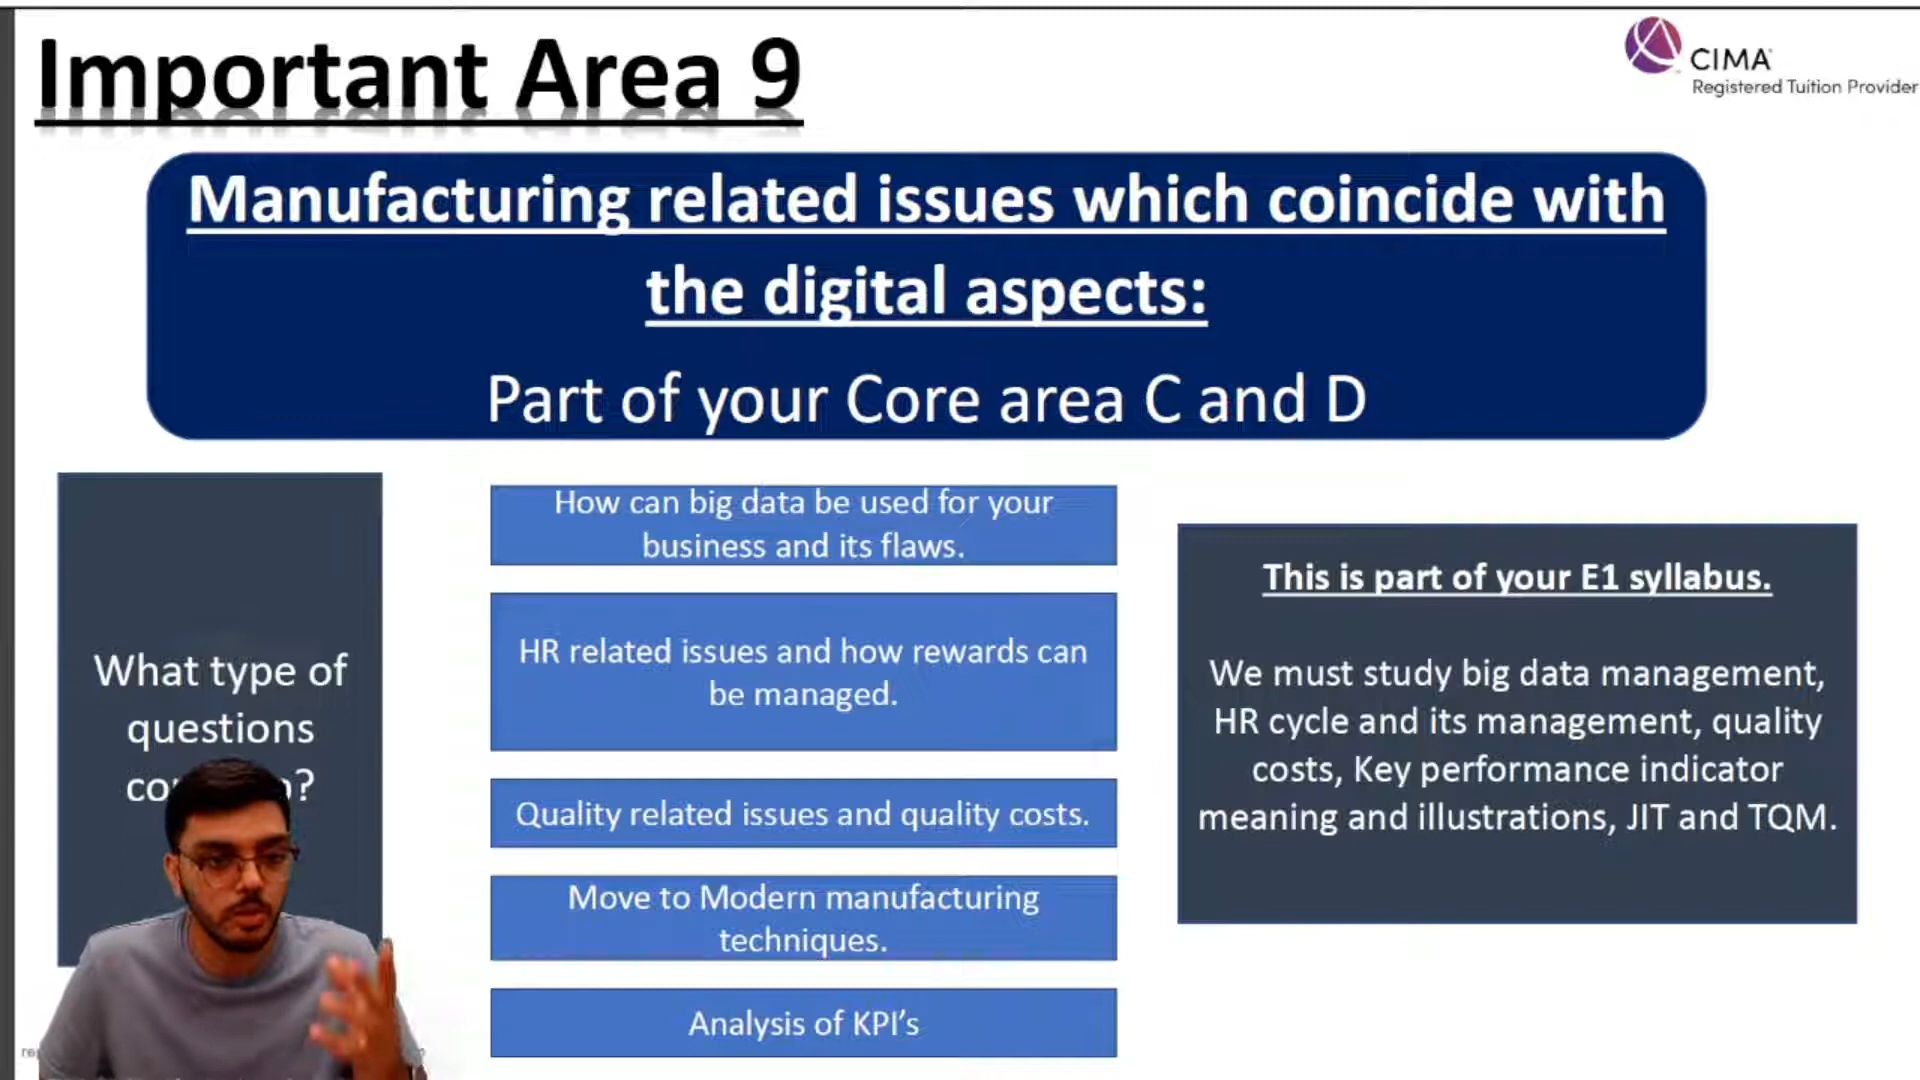 Important Area 9
CIMA
Registered Tuition Provider
Manufacturing related issues which coincide with
the digital aspects:
Part of your Core area C and D
What type of
questions
How can big data be used for your
business and its flaws.
HR related issues and how rewards can
be managed.
Quality related issues and quality costs.
Move to Modern manufacturing
techniques.
Analysis of KPI's
This is part of your E1 syllabus.
We must study big data management,
HR cycle and its management, quality
costs, Key performance indicator
meaning and illustrations, JIT and TQM.